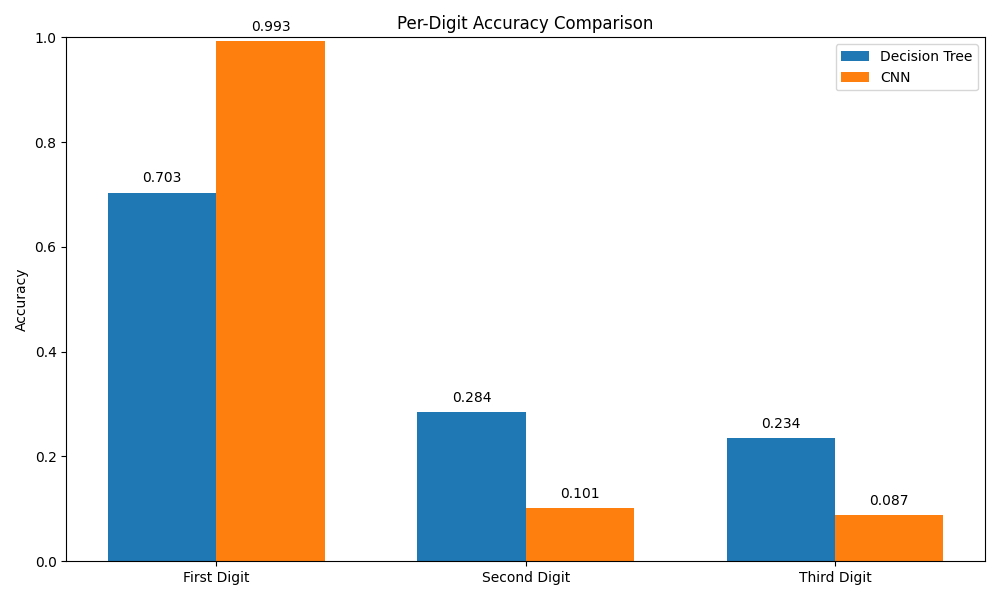 Per-Digit Accuracy Comparison
Decision Tree
CNN
Accuracy
1.0
0.8
0.6
0.4
0.2
0.0
0.703
0.993
0.284
0.101
0.234
0.087
First Digit
Second Digit
Third Digit